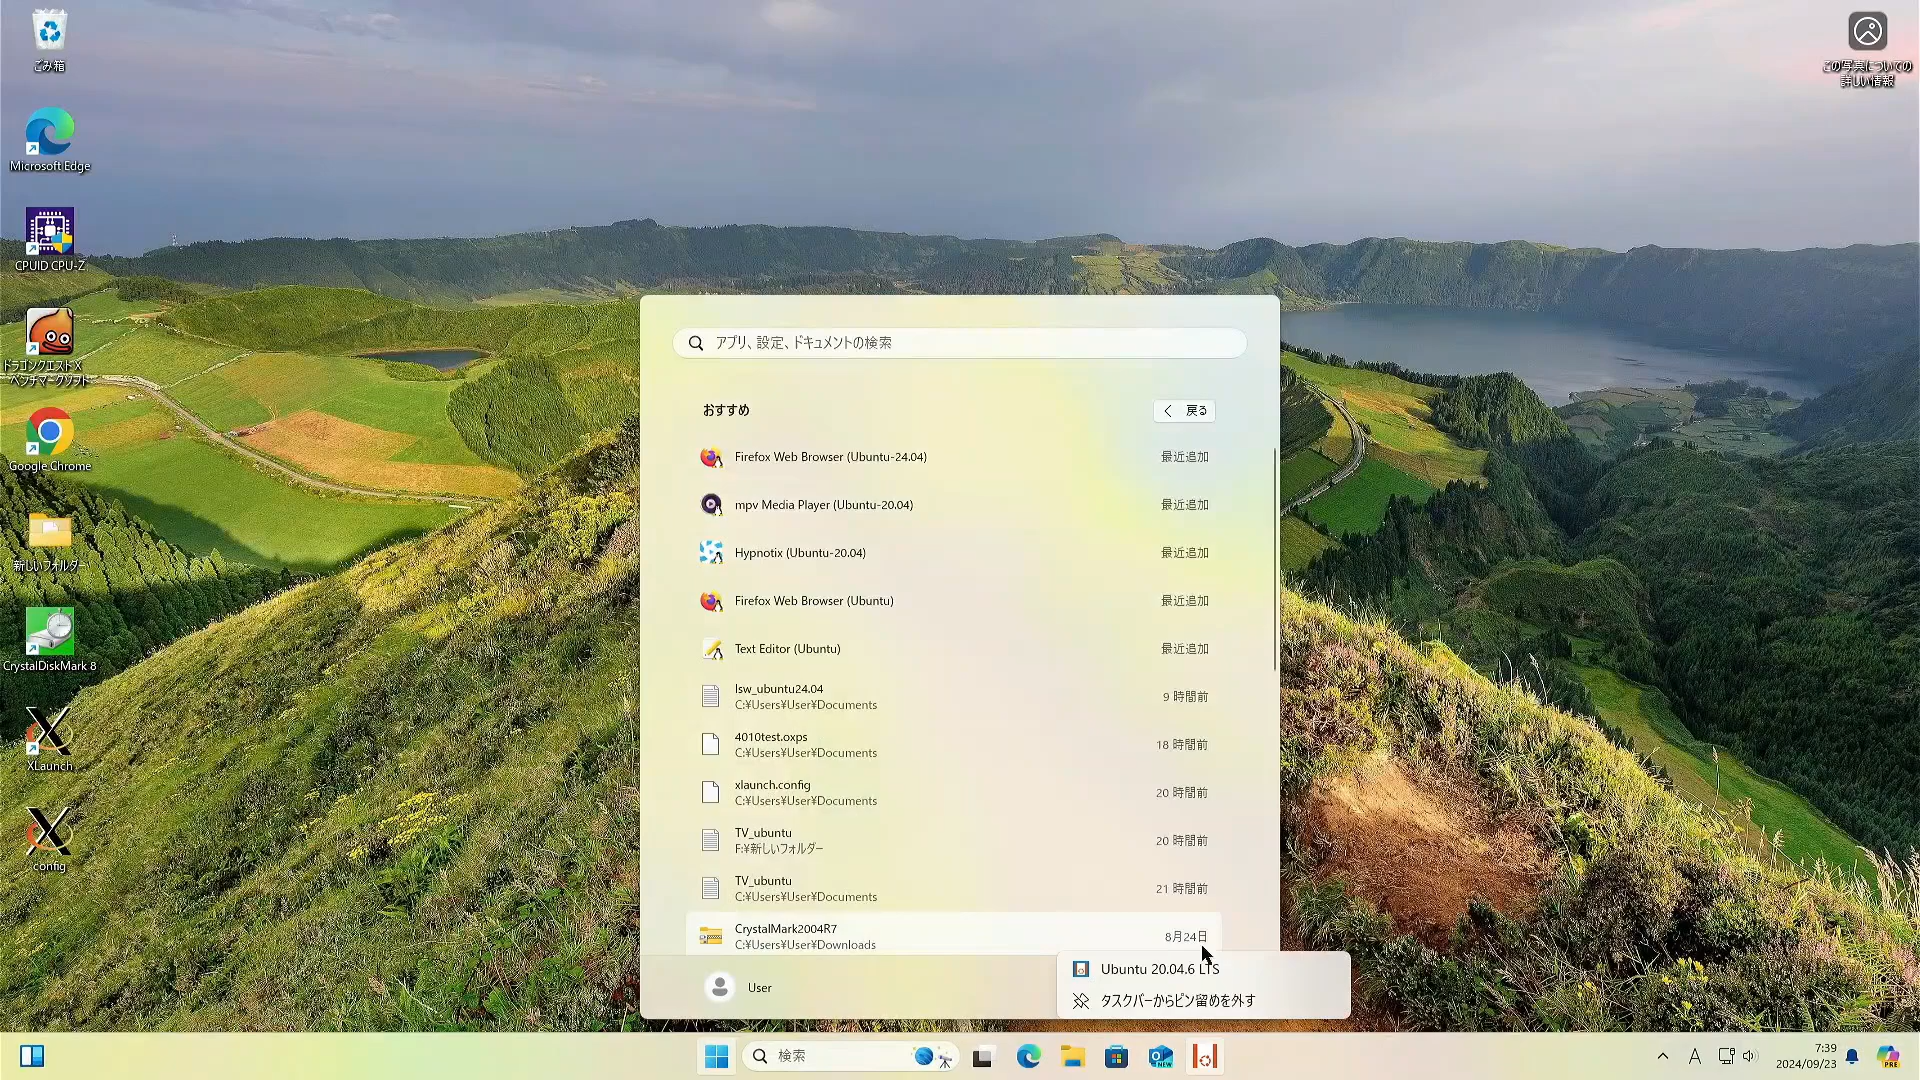 ごみ箱
Microsoft Edge
CPUID CPU-Z
ドラゴンクエストX
ベンチマークソフト
Google Chrome
新しいフォルダー
CrystalDiskMark 8
XLaunch
config
この写真についての
詳しい情報
アプリ、設定、ドキュメントの検索
おすすめ
戻る
Firefox Web Browser (Ubuntu-24.04)
最近追加
mpv Media Player (Ubuntu-20.04)
最近追加
Hypnotix (Ubuntu-20.04)
最近追加
Firefox Web Browser (Ubuntu)
最近追加
Text Editor (Ubuntu)
最近追加
lsw_ubuntu24.04
C:¥Users¥User¥Documents
9 時間前
4010test.oxps
C:¥Users¥User¥Documents
18 時間前
xlaunch.config
C:¥Users¥User¥Documents
20 時間前
TV_ubuntu
F:¥新しいフォルダー
20 時間前
TV_ubuntu
C:¥Users¥User¥Documents
21 時間前
CrystalMark2004R7
C:¥Users¥User¥Downloads
8月24日
User
Ubuntu 20.04.6 LTS
タスクバーからピン留めを外す
検索
NEW
A
7:39
2024/09/23
PRE